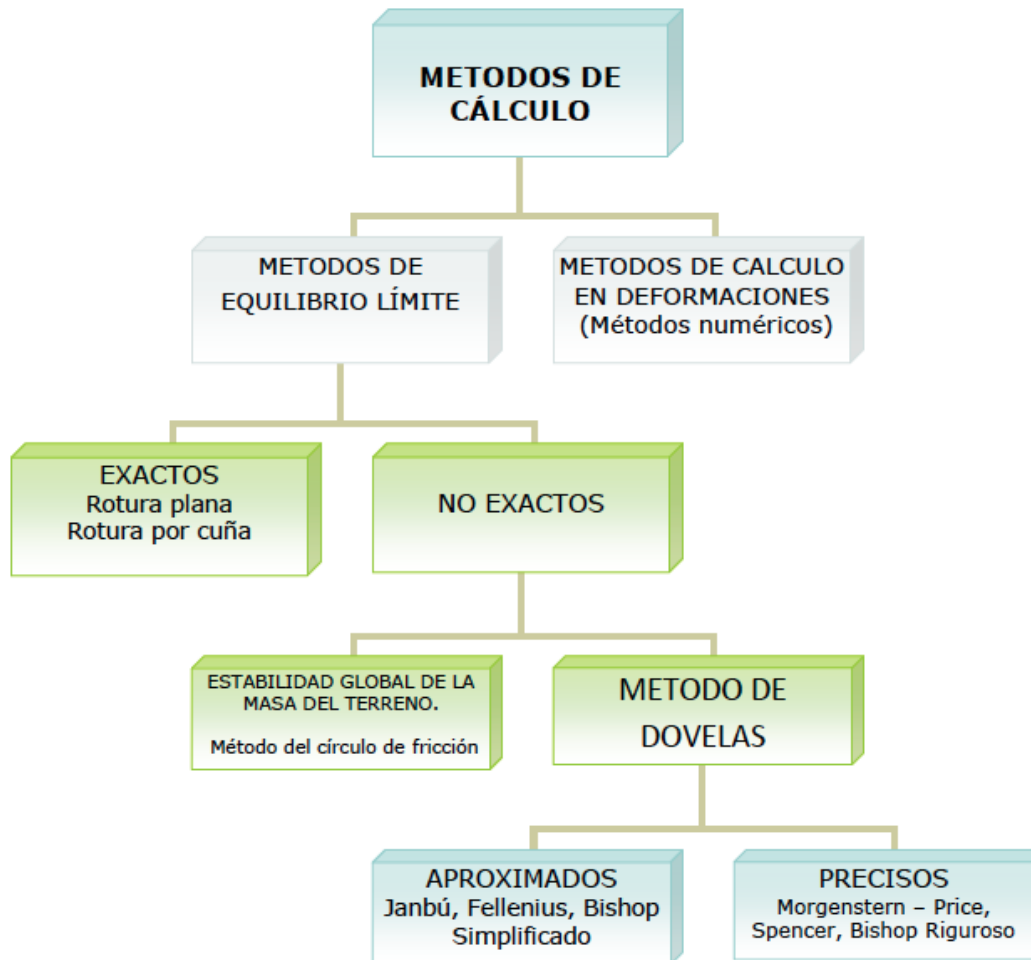 METODOS DE
CÁLCULO
METODOS DE
EQUILIBRIO LÍMITE
METODOS DE CALCULO
EN DEFORMACIONES
(Métodos numéricos)
EXACTOS
Rotura plana
Rotura por cuña
NO EXACTOS
ESTABILIDAD GLOBAL DE LA
MASA DEL TERRENO.
Método del círculo de fricción
METODO DE
DOVELAS
APROXIMADOS
Janbú, Fellenius, Bishop
Simplificado
PRECISOS
Morgenstern – Price,
Spencer, Bishop Riguroso